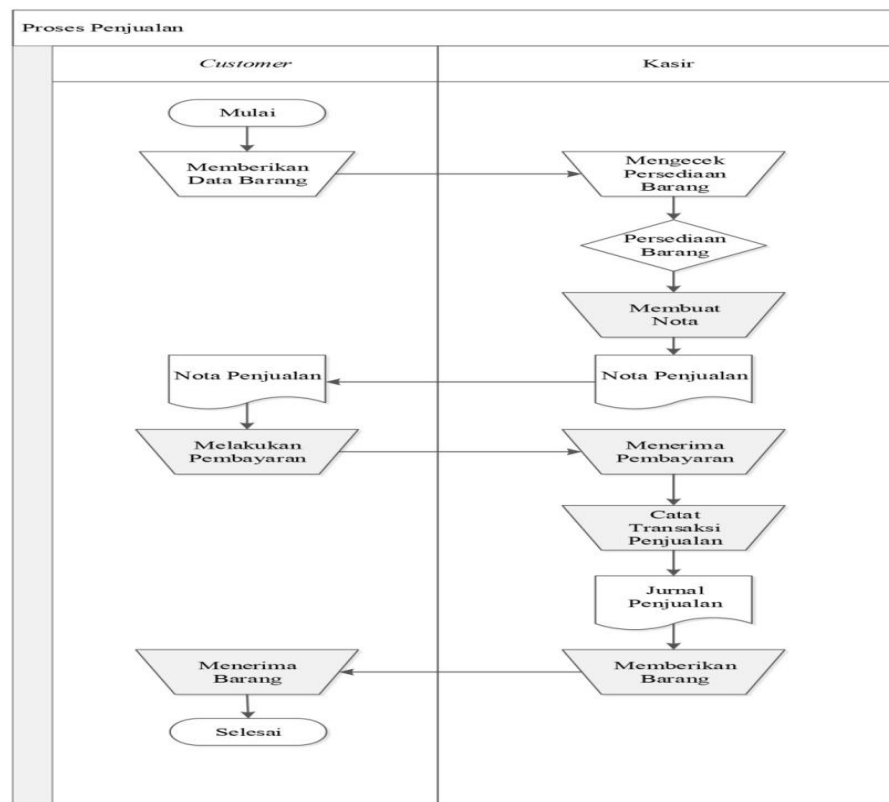 Proses Penjualan
Customer
Kasir
Mulai
Memberikan
Data Barang
Mengecek
Persediaan
Barang
Persediaan
Barang
Membuat
Nota
Nota Penjualan
Nota Penjualan
Melakukan
Pembayaran
Menerima
Pembayaran
Catat
Transaksi
Penjualan
Jurnal
Penjualan
Memberikan
Barang
Menerima
Barang
Selesai